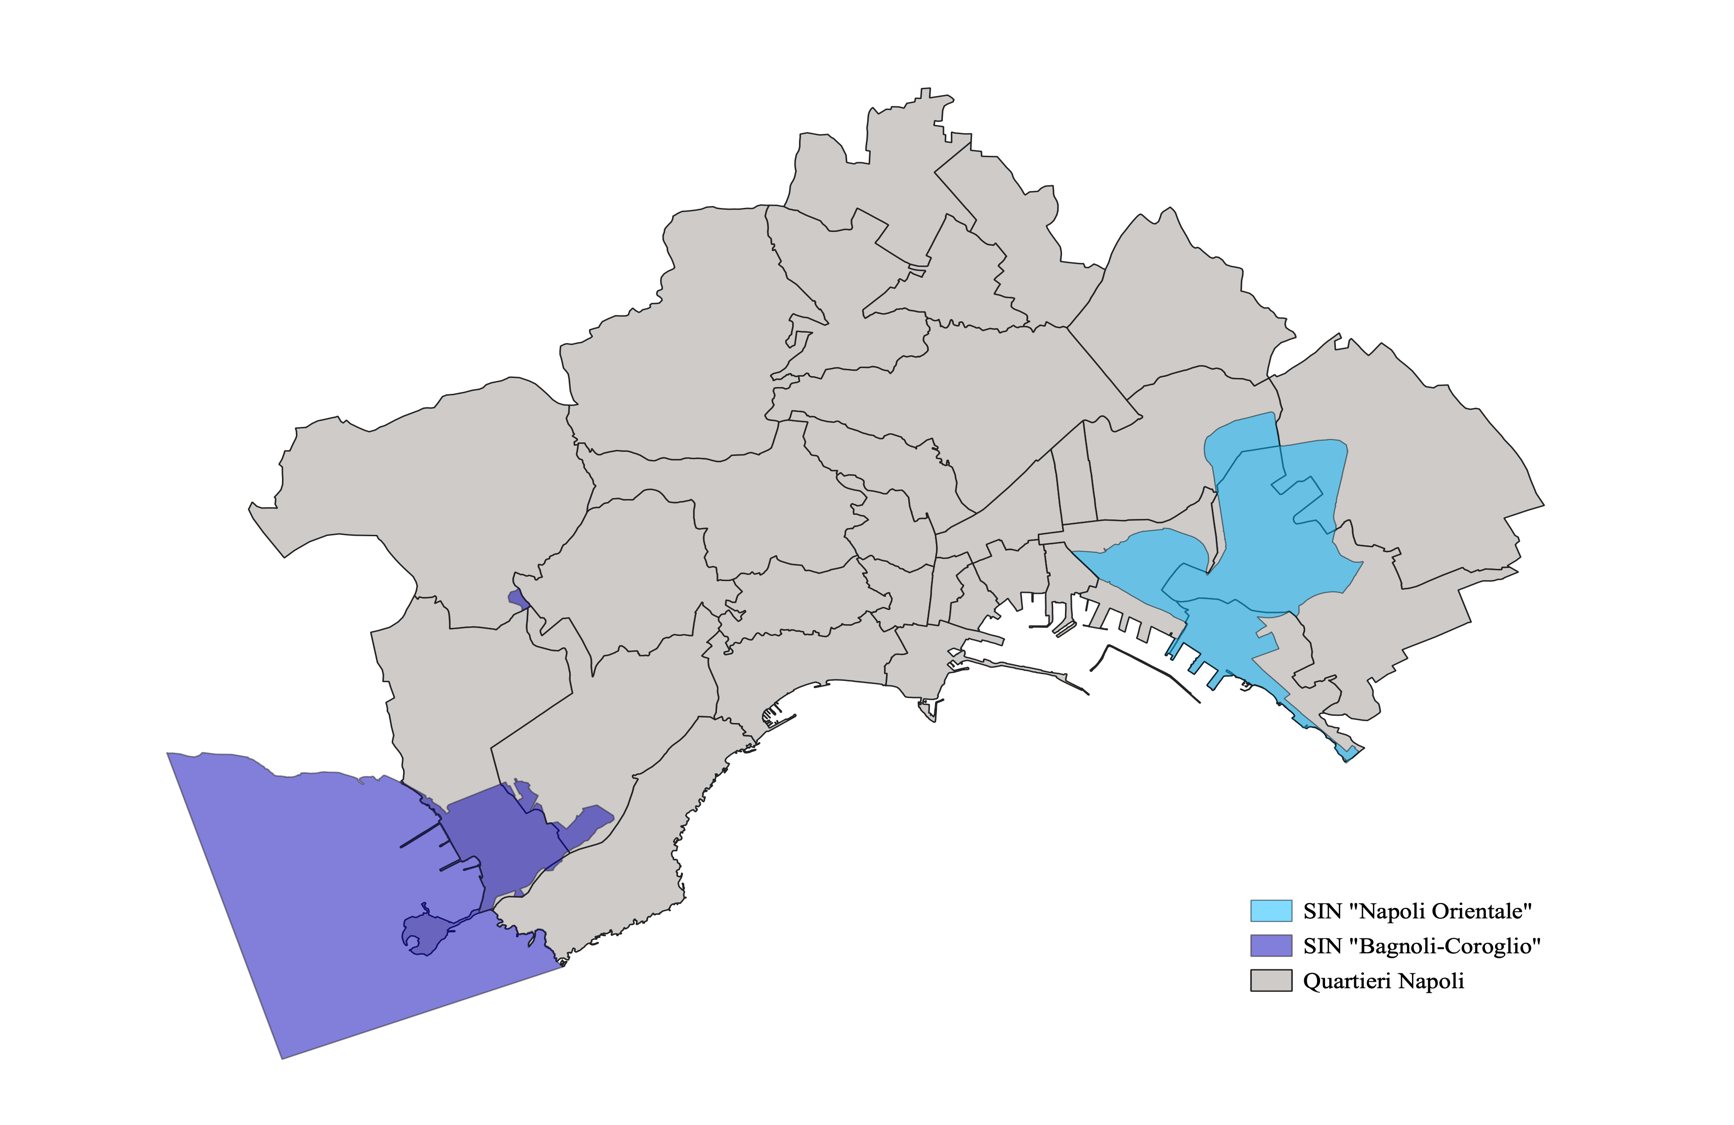 SIN "Napoli Orientale"
SIN "Bagnoli-Coroglio"
Quartieri Napoli